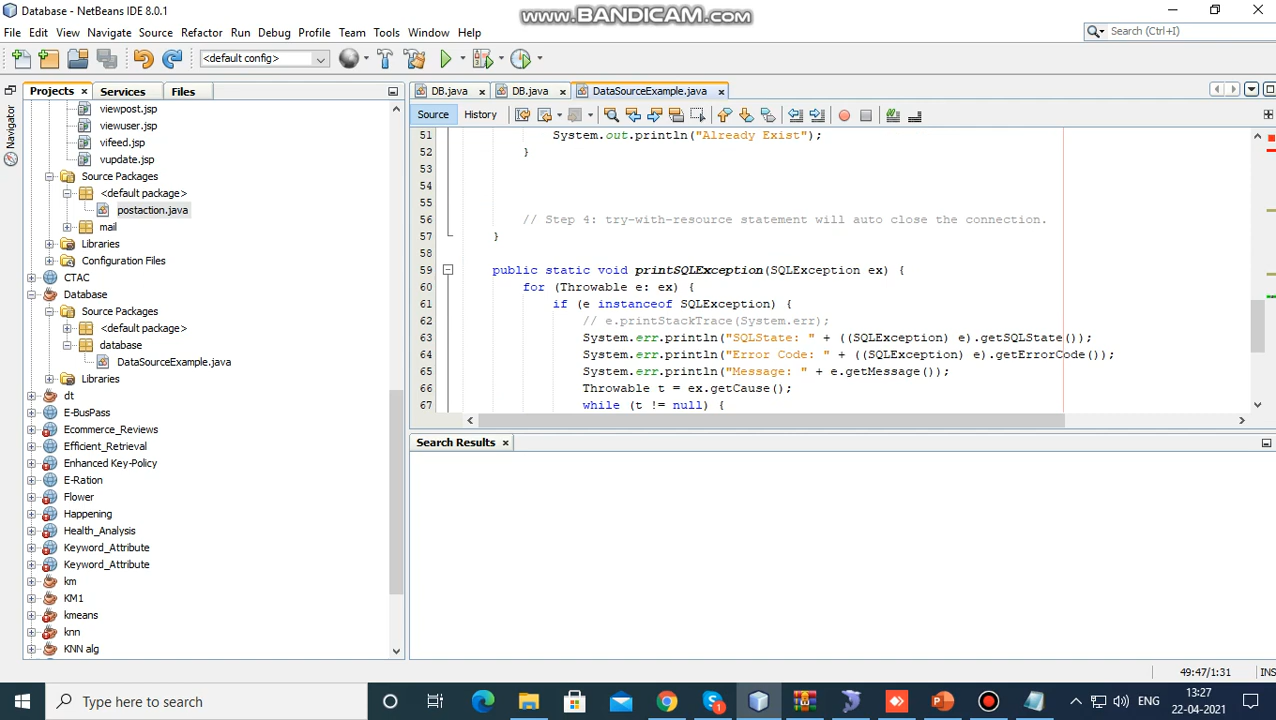 Database - NetBeans IDE 8.0.1
www.BANDICAM.com
File Edit View Navigate Source Refactor Run Debug Profile Team Tools Window Help
Search (Ctrl+I)
<default config>
Projects Services Files
DB.java DB.java DataSourceExample.java
Source History
Navigator
viewpost.jsp
viewuser.jsp
vifeed.jsp
vupdate.jsp
Source Packages
<default package>
postaction.java
mail
Libraries
Configuration Files
CTAC
Database
Source Packages
<default package>
database
DataSourceExample.java
Libraries
dt
E-BusPass
Ecommerce_Reviews
Efficient_Retrieval
Enhanced Key-Policy
E-Ration
Flower
Happening
Health_Analysis
Keyword_Attribute
Keyword_Attribute
km
KM1
kmeans
knn
KNN alg
51 System.out.println("Already Exist");
52 }
53
54
55
56 // Step 4: try-with-resource statement will auto close the connection.
57 }
58
59 public static void printSQLException(SQLException ex) {
60 for (Throwable e: ex) {
61 if (e instanceof SQLException) {
62 // e.printStackTrace(System.err);
63 System.err.println("SQLState: " + ((SQLException) e).getSQLState());
64 System.err.println("Error Code: " + ((SQLException) e).getErrorCode());
65 System.err.println("Message: " + e.getMessage());
66 Throwable t = ex.getCause();
67 while (t != null) {
Search Results
49:47/1:31 INS
Type here to search
ENG
13:27
22-04-2021